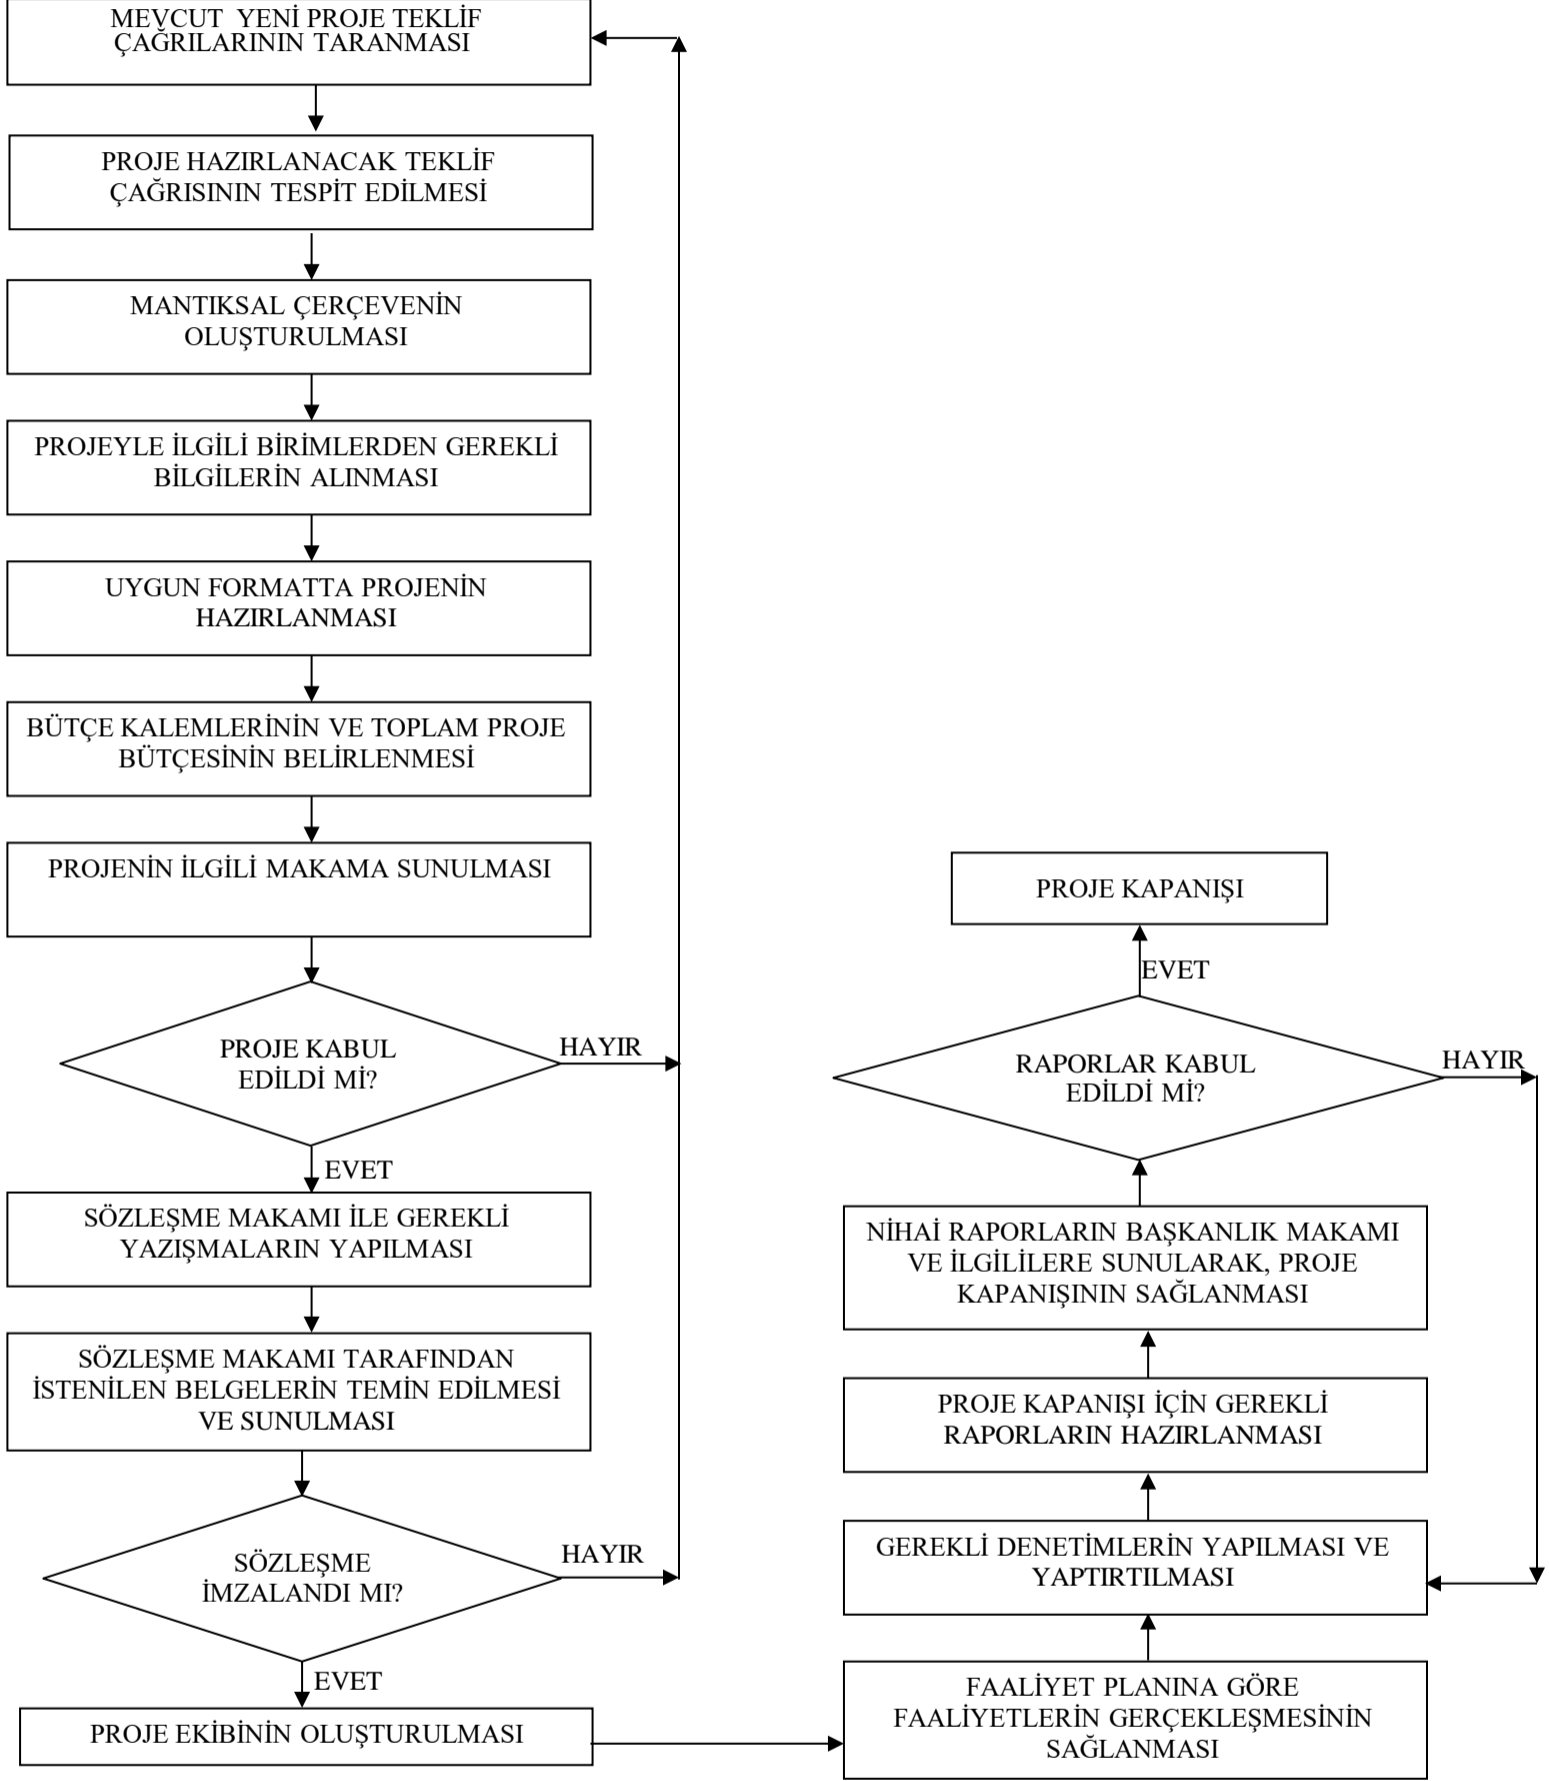 MEVCUT YENİ PROJE TEKLİF
ÇAĞRILARININ TARANMASI
PROJE HAZIRLANACAK TEKLİF
ÇAĞRISININ TESPİT EDİLMESİ
MANTIKSAL ÇERÇEVENİN
OLUŞTURULMASI
PROJEYLE İLGİLİ BİRİMLERDEN GEREKLİ
BİLGİLERİN ALINMASI
UYGUN FORMATTA PROJENİN
HAZIRLANMASI
BÜTÇE KALEMLERİNİN VE TOPLAM PROJE
BÜTÇESİNİN BELİRLENMESİ
PROJENİN İLGİLİ MAKAMA SUNULMASI
PROJE KABUL
EDİLDİ Mİ?
HAYIR
EVET
SÖZLEŞME MAKAMI İLE GEREKLİ
YAZIŞMALARIN YAPILMASI
SÖZLEŞME MAKAMI TARAFINDAN
İSTENİLEN BELGELERİN TEMİN EDİLMESİ
VE SUNULMASI
SÖZLEŞME
İMZALANDI MI?
HAYIR
EVET
PROJE EKİBİNİN OLUŞTURULMASI
PROJE KAPANIŞI
EVET
RAPORLAR KABUL
EDİLDİ Mİ?
HAYIR
NİHAİ RAPORLARIN BAŞKANLIK MAKAMI
VE İLGİLİLERE SUNULARAK, PROJE
KAPANIŞININ SAĞLANMASI
PROJE KAPANIŞI İÇİN GEREKLİ
RAPORLARIN HAZIRLANMASI
GEREKLİ DENETİMLERİN YAPILMASI VE
YAPTIRTILMASI
FAALİYET PLANINA GÖRE
FAALİYETLERİN GERÇEKLEŞMESİNİN
SAĞLANMASI